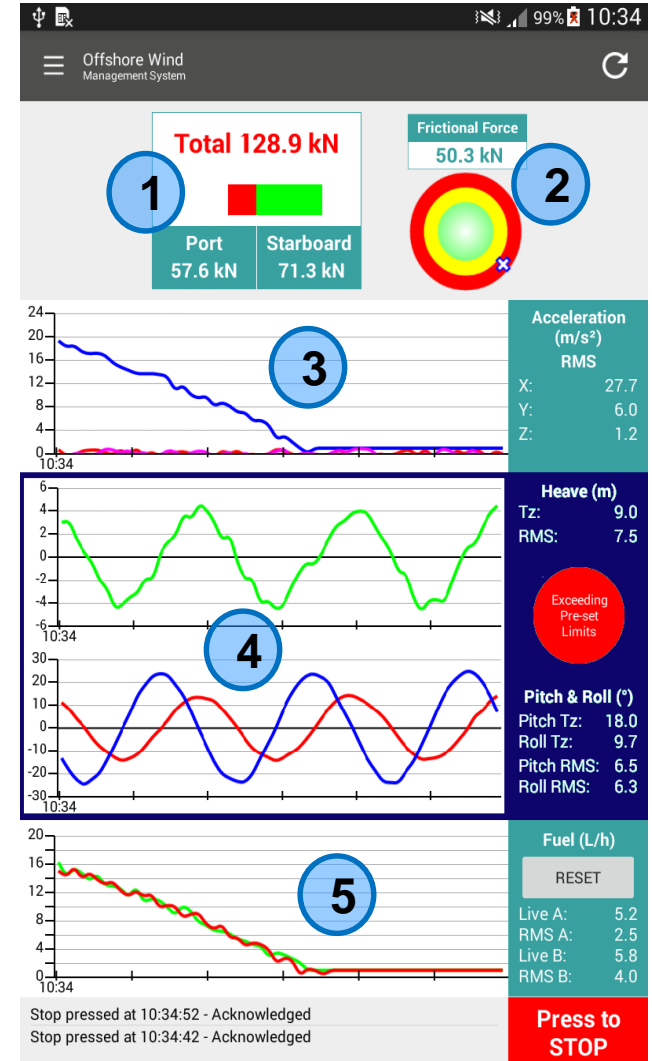 99% 10:34
Offshore Wind
Management System
Total 128.9 kN
Port
57.6 kN
Starboard
71.3 kN
1
Frictional Force
50.3 kN
2
24
20
16
12
8
4
0
10:34
3
Acceleration
(m/s²)
RMS
X: 27.7
Y: 6.0
Z: 1.2
6
4
2
0
-2
-4
-6
10:34
Heave (m)
Tz: 9.0
RMS: 7.5
Exceeding
Pre-set
Limits
4
30
20
10
0
-10
-20
-30
10:34
Pitch & Roll (°)
Pitch Tz: 18.0
Roll Tz: 9.7
Pitch RMS: 6.5
Roll RMS: 6.3
20
16
12
8
4
0
10:34
5
Fuel (L/h)
RESET
Live A: 5.2
RMS A: 2.5
Live B: 5.8
RMS B: 4.0
Stop pressed at 10:34:52 - Acknowledged
Stop pressed at 10:34:42 - Acknowledged
Press to
STOP